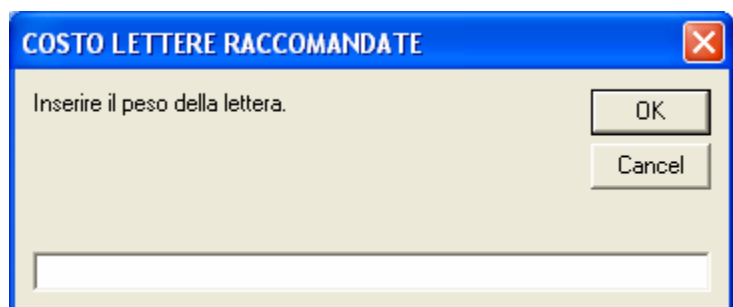 COSTO LETTERE RACCOMANDATE
Inserire il peso della lettera.
OK
Cancel